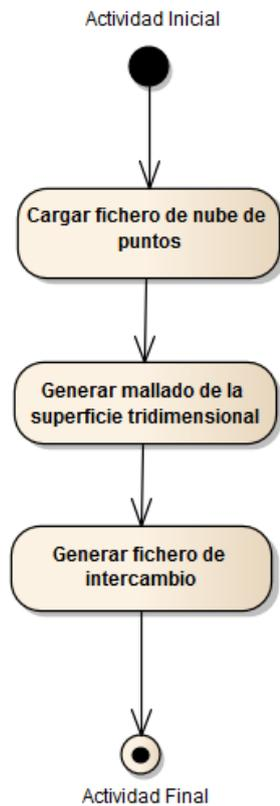 Actividad Inicial
Cargar fichero de nube de
puntos
Generar mallado de la
superficie tridimensional
Generar fichero de
intercambio
Actividad Final